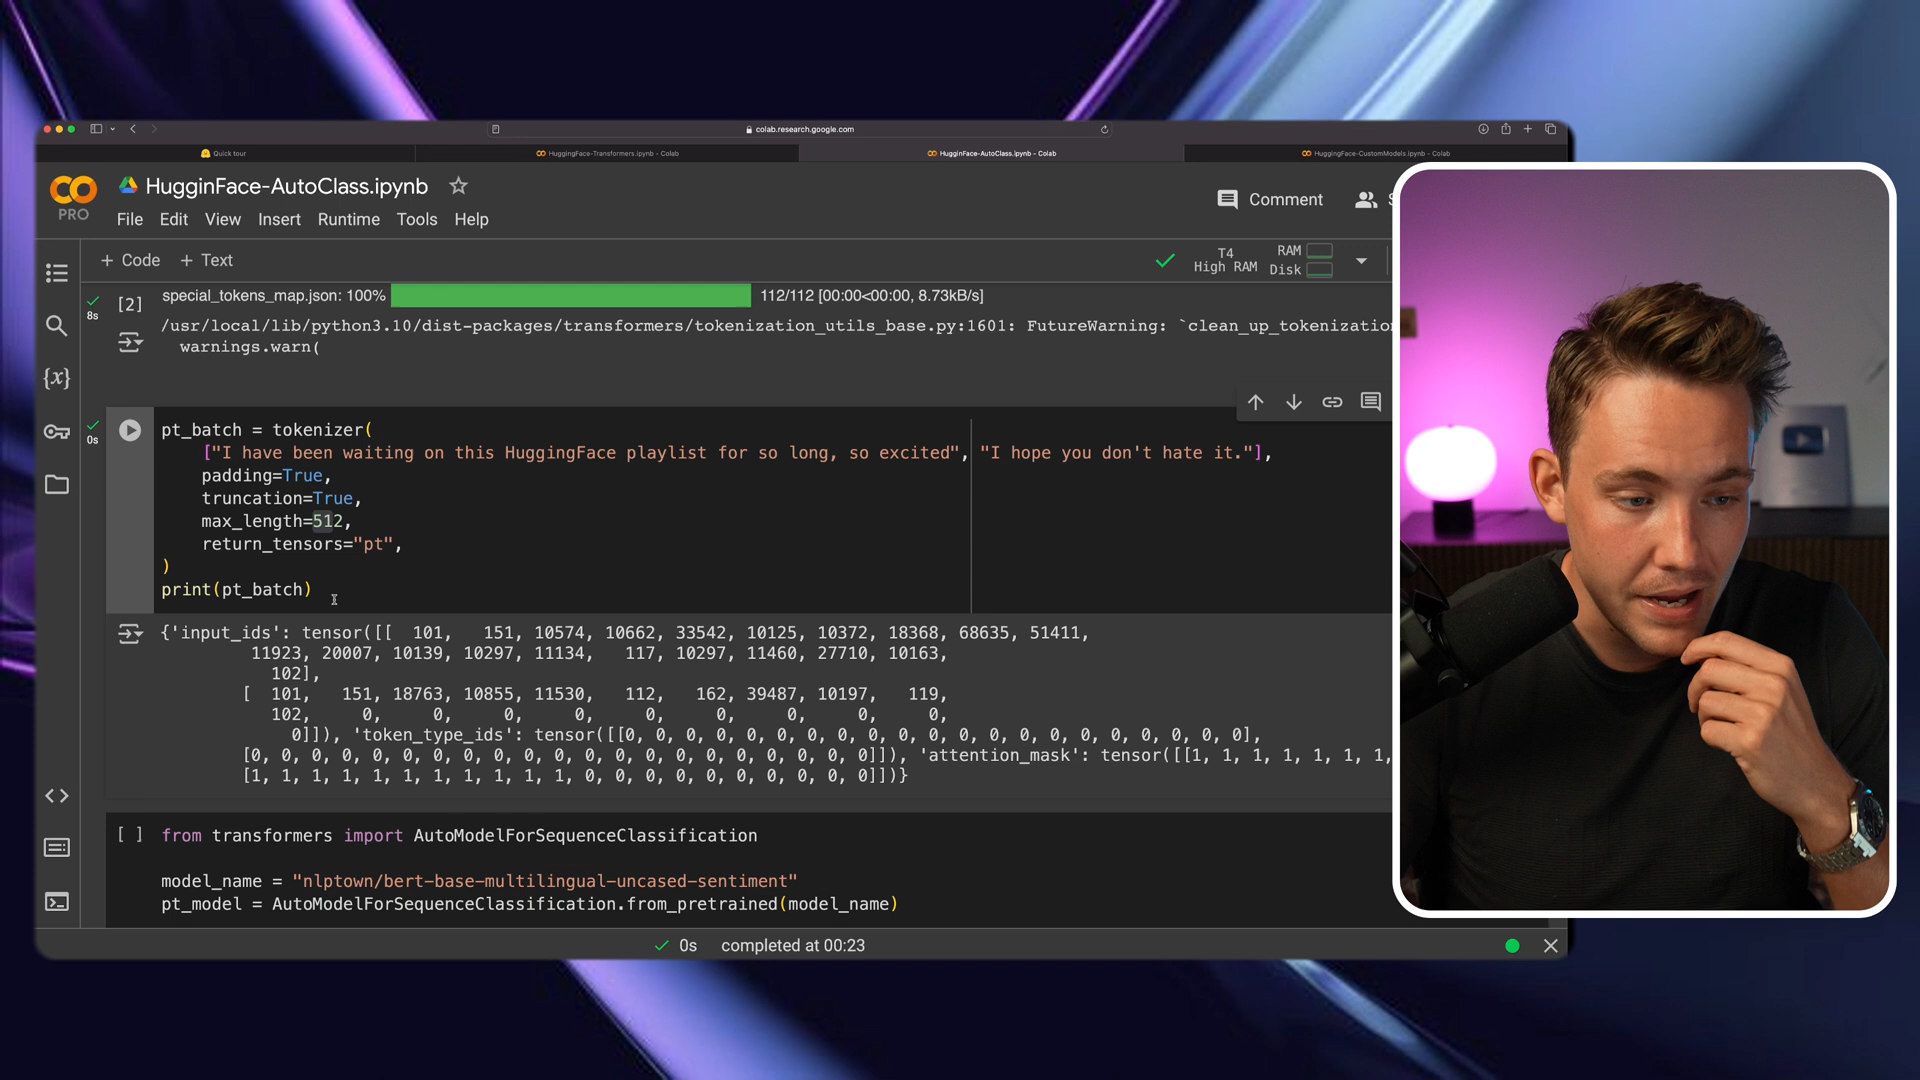 colab.research.google.com
Quick tour
HuggingFace-Transformers.ipynb - Colab
HugginFace-AutoClass.ipynb - Colab
HuggingFace-CustomModels.ipynb - Colab
CO PRO
HugginFace-AutoClass.ipynb
File Edit View Insert Runtime Tools Help
Comment
+ Code + Text
T4 High RAM
RAM
Disk
8s
[2]
special_tokens_map.json: 100% 112/112 [00:00<00:00, 8.73kB/s]
/usr/local/lib/python3.10/dist-packages/transformers/tokenization_utils_base.py:1601: FutureWarning: `clean_up_tokenization
warnings.warn(
0s
pt_batch = tokenizer(
["I have been waiting on this HuggingFace playlist for so long, so excited", "I hope you don't hate it."],
padding=True,
truncation=True,
max_length=512,
return_tensors="pt",
)
print(pt_batch)
{'input_ids': tensor([[ 101, 151, 10574, 10662, 33542, 10125, 10372, 18368, 68635, 51411,
11923, 20007, 10139, 10297, 11134, 117, 10297, 11460, 27710, 10163,
102],
[ 101, 151, 18763, 10855, 11530, 112, 162, 39487, 10197, 119,
102, 0, 0, 0, 0, 0, 0, 0, 0, 0,
0]]), 'token_type_ids': tensor([[0, 0, 0, 0, 0, 0, 0, 0, 0, 0, 0, 0, 0, 0, 0, 0, 0, 0, 0, 0, 0],
[0, 0, 0, 0, 0, 0, 0, 0, 0, 0, 0, 0, 0, 0, 0, 0, 0, 0, 0, 0, 0]]), 'attention_mask': tensor([[1, 1, 1, 1, 1, 1, 1,
[1, 1, 1, 1, 1, 1, 1, 1, 1, 1, 1, 0, 0, 0, 0, 0, 0, 0, 0, 0, 0]])}
[ ] from transformers import AutoModelForSequenceClassification
model_name = "nlptown/bert-base-multilingual-uncased-sentiment"
pt_model = AutoModelForSequenceClassification.from_pretrained(model_name)
0s completed at 00:23